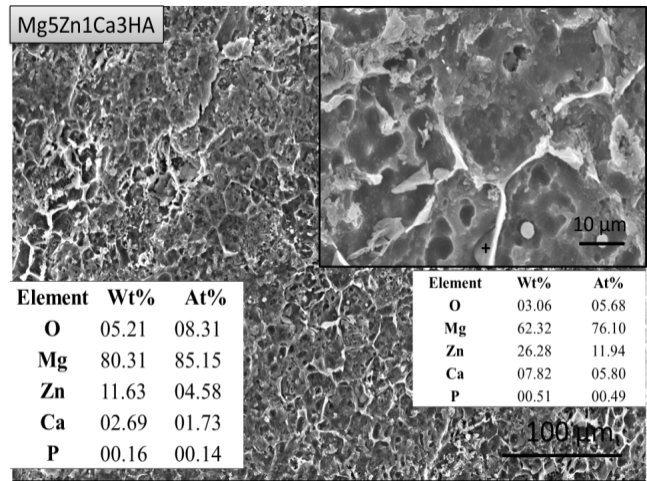 Mg5Zn1Ca3HA
10 µm
+
Element Wt% At%
O 05.21 08.31
Mg 80.31 85.15
Zn 11.63 04.58
Ca 02.69 01.73
P 00.16 00.14
Element Wt% At%
O 03.06 05.68
Mg 62.32 76.10
Zn 26.28 11.94
Ca 07.82 05.80
P 00.51 00.49
100 µm